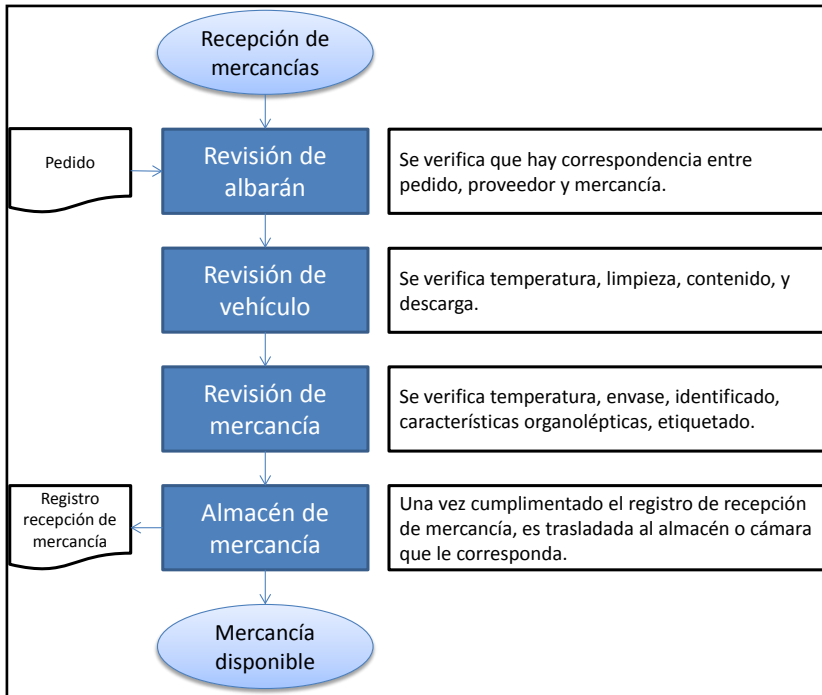 Recepción de
mercancías
Pedido
Revisión de
albarán
Se verifica que hay correspondencia entre
pedido, proveedor y mercancía.
Revisión de
vehículo
Se verifica temperatura, limpieza, contenido, y
descarga.
Revisión de
mercancía
Se verifica temperatura, envase, identificado,
características organolépticas, etiquetado.
Registro
recepción de
mercancía
Almacén de
mercancía
Una vez cumplimentado el registro de recepción
de mercancía, es trasladada al almacén o cámara
que le corresponda.
Mercancía
disponible